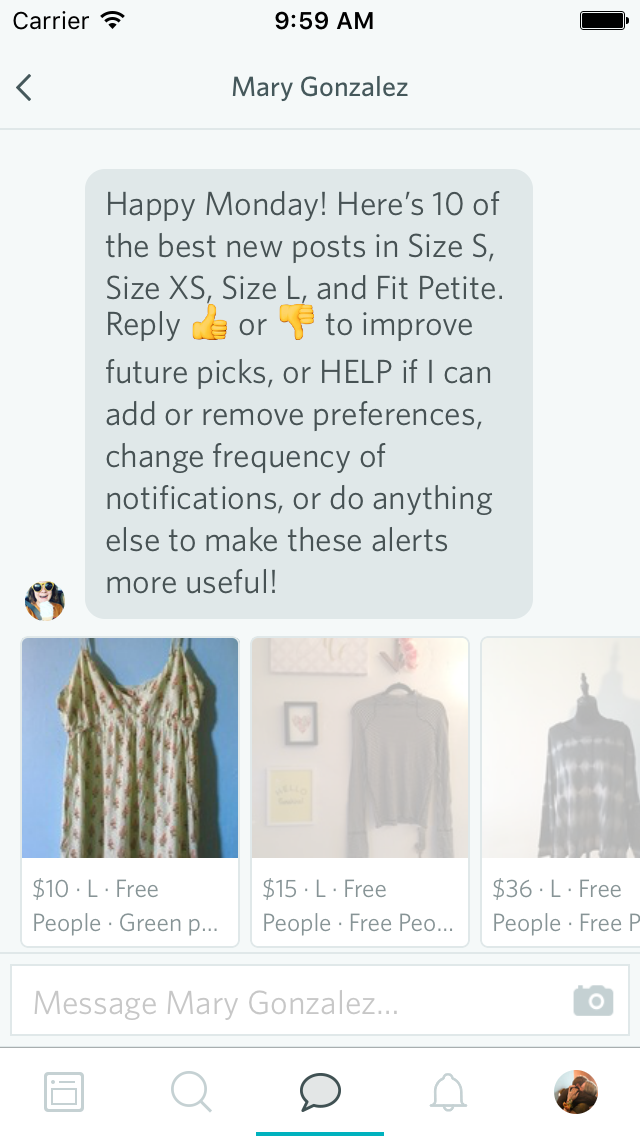 Carrier 9:59 AM
Mary Gonzalez
Happy Monday! Here’s 10 of
the best new posts in Size S,
Size XS, Size L, and Fit Petite.
Reply 👍 or 👎 to improve
future picks, or HELP if I can
add or remove preferences,
change frequency of
notifications, or do anything
else to make these alerts
more useful!
HELLO
$10 · L · Free
People · Green p...
$15 · L · Free
People · Free Peo...
$36 · L · Free
People · Free P
Message Mary Gonzalez...